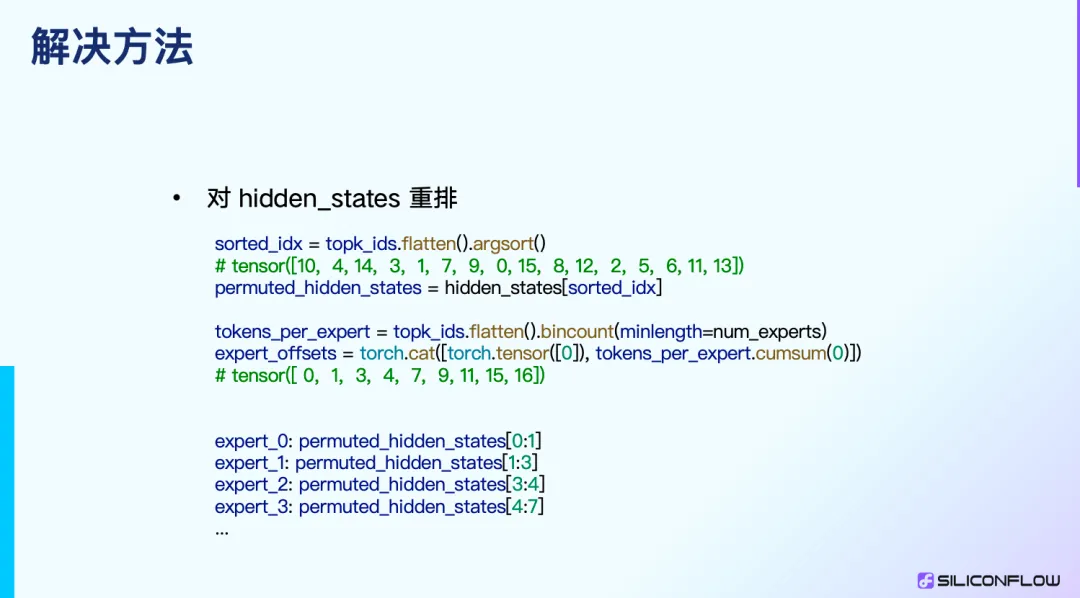 解决方法
• 对 hidden_states 重排
sorted_idx = topk_ids.flatten().argsort()
# tensor([10, 4, 14, 3, 1, 7, 9, 0, 15, 8, 12, 2, 5, 6, 11, 13])
permuted_hidden_states = hidden_states[sorted_idx]
tokens_per_expert = topk_ids.flatten().bincount(minlength=num_experts)
expert_offsets = torch.cat([torch.tensor([0]), tokens_per_expert.cumsum(0)])
# tensor([ 0, 1, 3, 4, 7, 9, 11, 15, 16])
expert_0: permuted_hidden_states[0:1]
expert_1: permuted_hidden_states[1:3]
expert_2: permuted_hidden_states[3:4]
expert_3: permuted_hidden_states[4:7]
...
SILICONFLOW